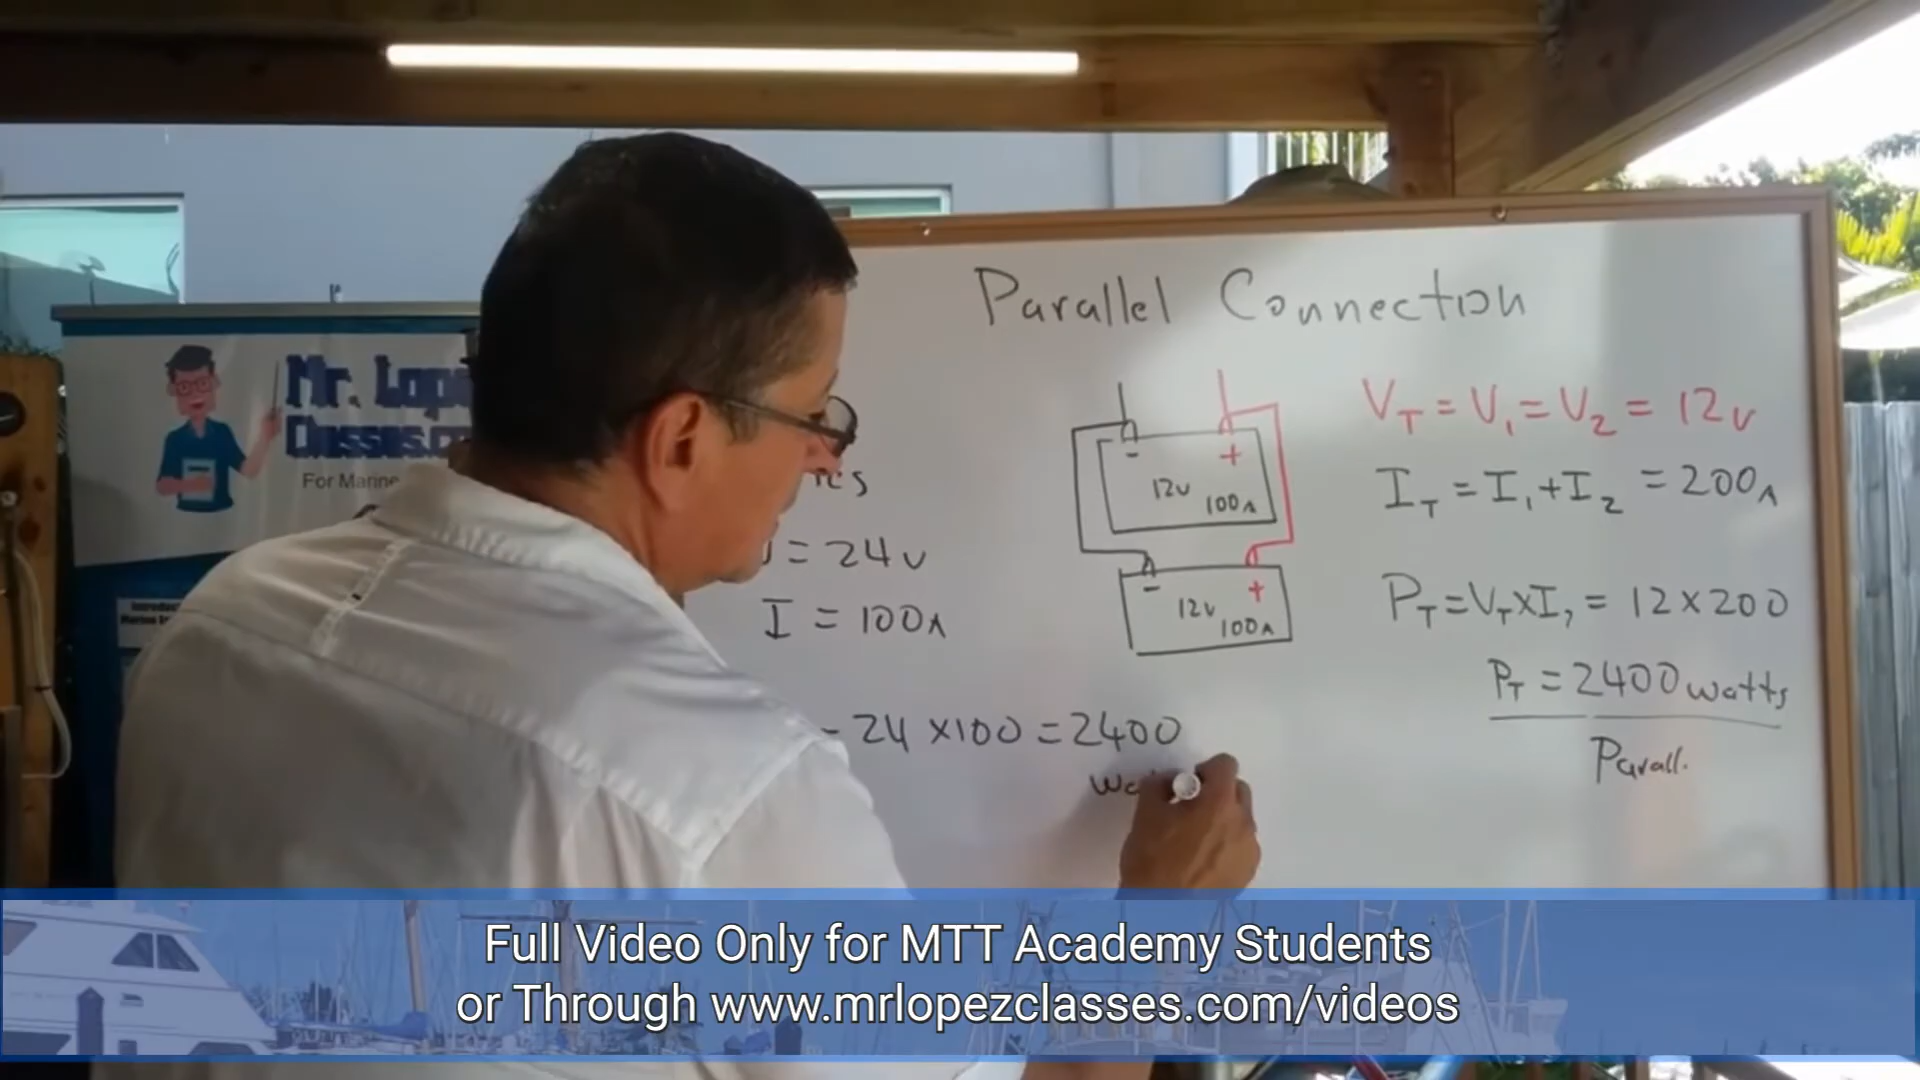 Parallel Connection
Mr. Lope
Classes.co
For Marine
VT = V1 = V2 = 12v
- +
12v
100A
IT = I1 + I2 = 200A
V = 24v
I = 100A
- +
12v
100A
PT = VT x IT = 12 x 200
PT = 2400 watts
Parall.
= 24 x 100 = 2400
Full Video Only for MTT Academy Students
or Through www.mrlopezclasses.com/videos